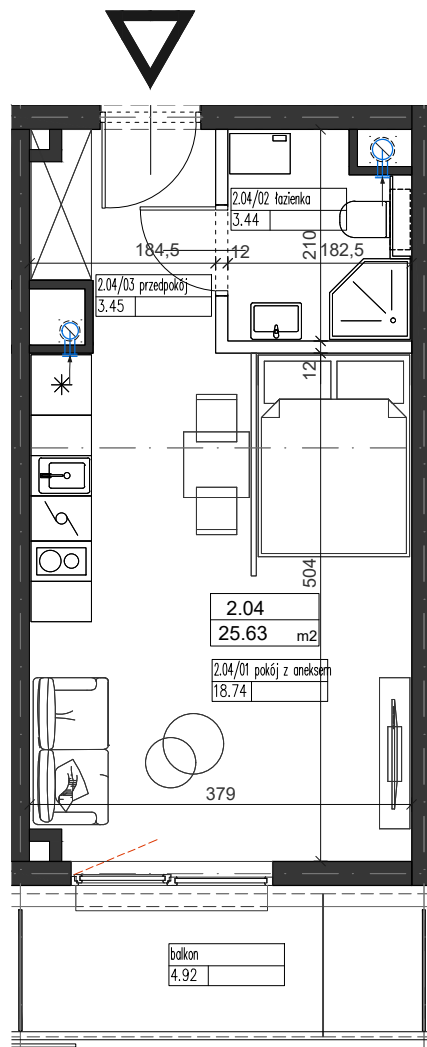 2.04/02 łazienka
3.44
184,5
12
210
182,5
2.04/03 przedpokój
3.45
12
504
2.04
25.63 m2
2.04/01 pokój z aneksem
18.74
379
balkon
4.92